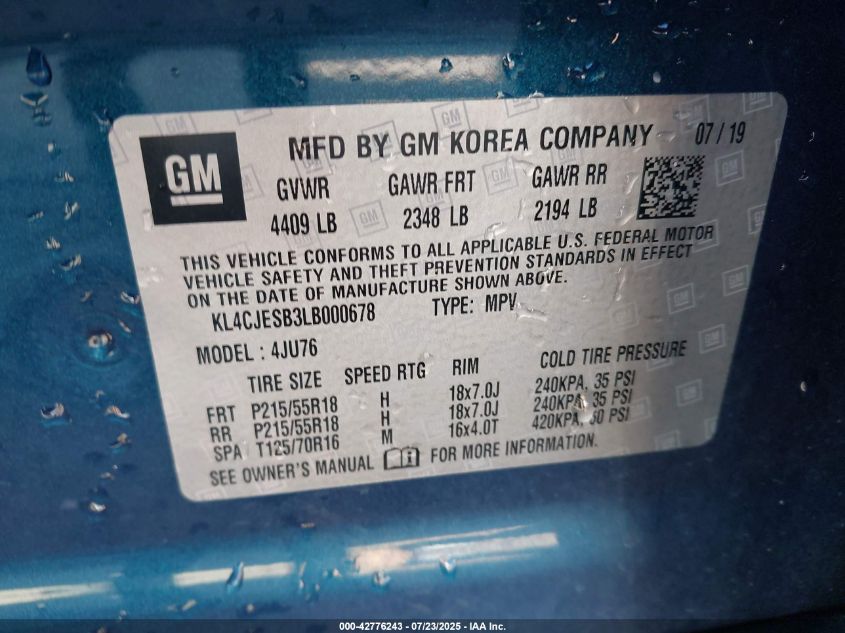 GM
MFD BY GM KOREA COMPANY 07 / 19
GVWR GAWR FRT GAWR RR
4409 LB 2348 LB 2194 LB
THIS VEHICLE CONFORMS TO ALL APPLICABLE U.S. FEDERAL MOTOR
VEHICLE SAFETY AND THEFT PREVENTION STANDARDS IN EFFECT
ON THE DATE OF MANUFACTURE SHOWN ABOVE.
KL4CJESB3LB000678 TYPE: MPV
MODEL : 4JU76
TIRE SIZE SPEED RTG RIM COLD TIRE PRESSURE
FRT P215/55R18 H 18x7.0J 240KPA, 35 PSI
RR P215/55R18 H 18x7.0J 240KPA, 35 PSI
SPA T125/70R16 M 16x4.0T 420KPA, 60 PSI
SEE OWNER'S MANUAL FOR MORE INFORMATION.
000-42776243 - 07/23/2025 - IAA Inc.